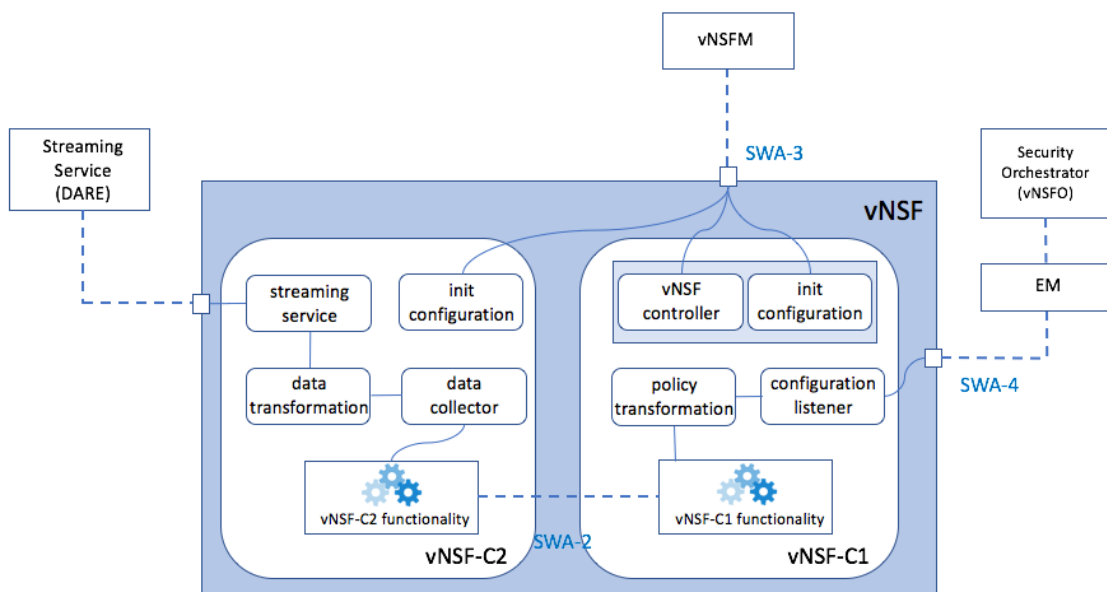 vNSFM
Streaming
Service
(DARE)
SWA-3
Security
Orchestrator
(vNSFO)
vNSF
streaming
service
init
configuration
vNSF
controller
init
configuration
EM
data
transformation
data
collector
policy
transformation
configuration
listener
SWA-4
vNSF-C2 functionality
vNSF-C1 functionality
SWA-2
vNSF-C2
vNSF-C1